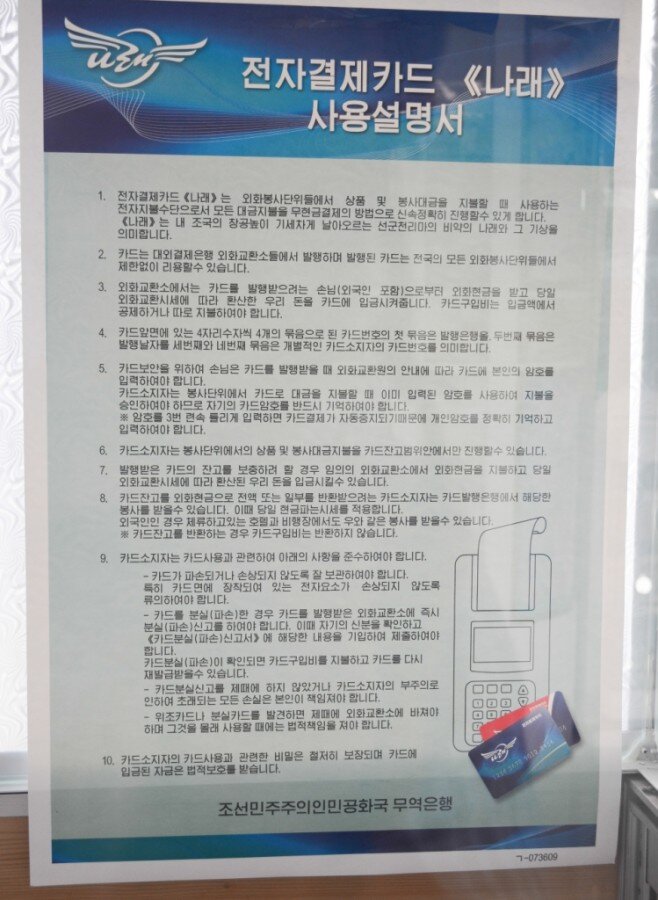 나래
전자결제카드 《나래》
사용설명서
1. 전자결제카드《나래》는 외화봉사단위들에서 상품 및 봉사대금을 지불할 때 사용하는
전자지불수단으로서 모든 대금지불을 무현금결제의 방법으로 신속정확히 진행할수 있게 합니다.
《나래》는 내 조국의 창공높이 기세차게 날아오르는 선군천리마의 비약의 나래와 그 기상을
의미합니다.
2. 카드는 대외결제은행 외화교환소들에서 발행하며 발행된 카드는 전국의 모든 외화봉사단위들에서
제한없이 리용할수 있습니다.
3. 외화교환소에서는 카드를 발행받으려는 손님(외국인 포함)으로부터 외화현금을 받고 당일
외화교환시세에 따라 환산한 우리 돈을 카드에 입금시켜줍니다. 카드구입비는 입금액에서
공제하거나 따로 지불하여야 합니다.
4. 카드앞면에 있는 4자리수자씩 4개의 묶음으로 된 카드번호의 첫 묶음은 발행은행을, 두번째 묶음은
발행날자를 세번째와 네번째 묶음은 개별적인 카드소지자의 카드번호를 의미합니다.
5. 카드보안을 위하여 손님은 카드를 발행받을 때 외화교환원의 안내에 따라 카드에 본인의 암호를
입력하여야 합니다.
카드소지자는 봉사단위에서 카드로 대금을 지불할 때 이미 입력된 암호를 사용하여 지불을
승인하여야 하므로 자기의 카드암호를 반드시 기억하여야 합니다.
※ 암호를 3번 련속 틀리게 입력하면 카드결제가 자동중지되기때문에 개인암호를 정확히 기억하고
입력하여야 합니다.
6. 카드소지자는 봉사단위에서의 상품 및 봉사대금지불을 카드잔고범위안에서만 진행할수 있습니다.
7. 발행받은 카드의 잔고를 보충하려 할 경우 임의의 외화교환소에서 외화현금을 지불하고 당일
외화교환시세에 따라 환산된 우리 돈을 입금시킬수 있습니다.
8. 카드잔고를 외화현금으로 전액 또는 일부를 반환받으려는 카드소지자는 카드발행은행에서 해당한
봉사를 받을수 있습니다. 이때 당일 현금파는시세를 적용합니다.
외국인인 경우 체류하고있는 호텔과 비행장에서도 우와 같은 봉사를 받을수 있습니다.
※ 카드잔고를 반환하는 경우 카드구입비는 반환하지 않습니다.
9. 카드소지자는 카드사용과 관련하여 아래의 사항을 준수하여야 합니다.
- 카드가 파손되거나 손상되지 않도록 잘 보관하여야 합니다.
특히 카드면에 장착되여 있는 전자요소가 손상되지 않도록
류의하여야 합니다.
- 카드를 분실(파손)한 경우 카드를 발행받은 외화교환소에 즉시
분실(파손)신고를 하여야 합니다. 이때 자기의 신분을 확인하고
《카드분실(파손)신고서》에 해당한 내용을 기입하여 제출하여야
합니다.
카드분실(파손)이 확인되면 카드구입비를 지불하고 카드를 다시
재발급받을수 있습니다.
- 카드분실신고를 제때에 하지 않았거나 카드소지자의 부주의로
인하여 초래되는 모든 손실은 본인이 책임져야 합니다.
- 위조카드나 분실카드를 발견하면 제때에 외화교환소에 바쳐야
하며 그것을 몰래 사용할 때에는 법적책임을 져야 합니다.
10. 카드소지자의 카드사용과 관련한 비밀은 철저히 보장되며 카드에
입금된 자금은 법적보호를 받습니다.
조선민주주의인민공화국 무역은행
ㄱ-073609